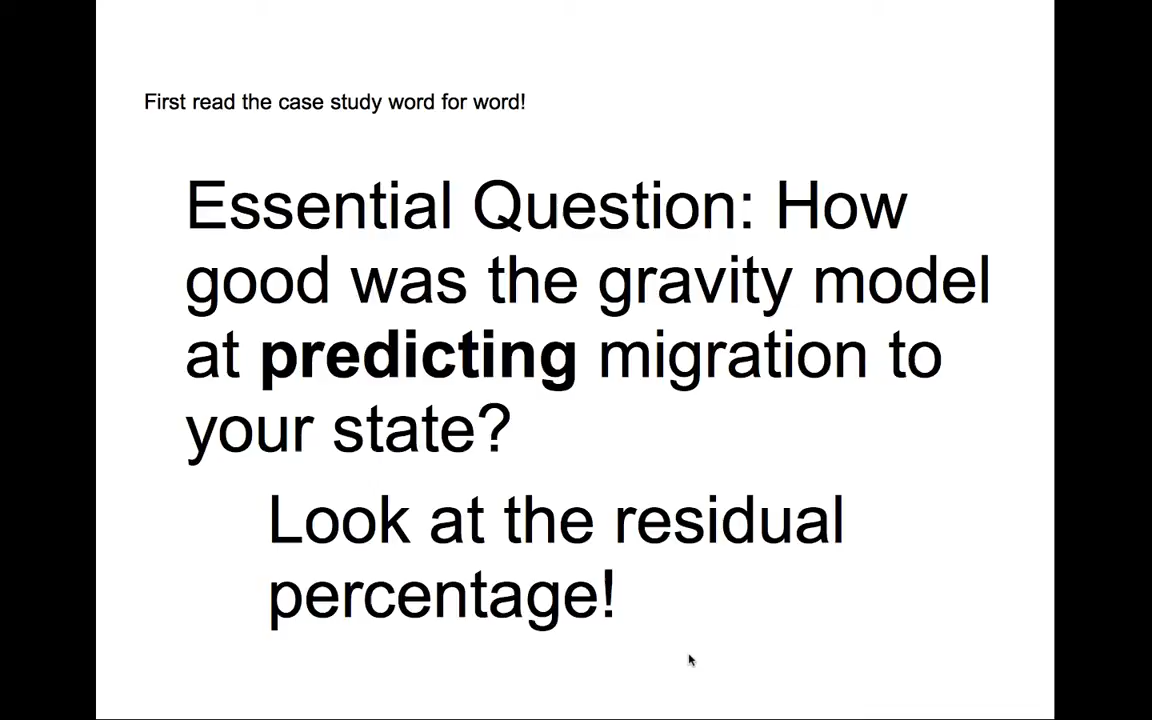 First read the case study word for word!
Essential Question: How
good was the gravity model
at predicting migration to
your state?
Look at the residual
percentage!